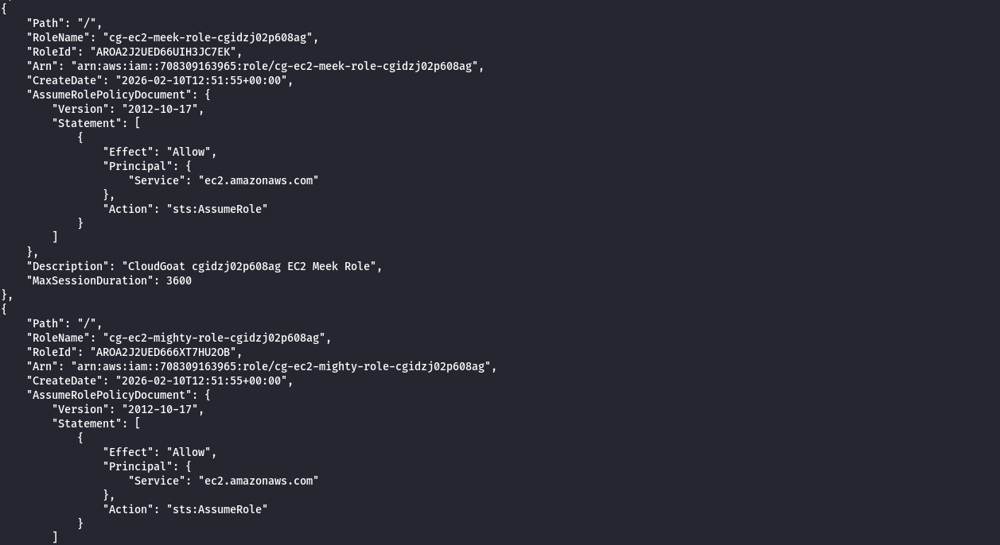 {
    "Path": "/",
    "RoleName": "cg-ec2-meek-role-cgidzj02p608ag",
    "RoleId": "AROA2J2UED66UIH3JC7EK",
    "Arn": "arn:aws:iam::708309163965:role/cg-ec2-meek-role-cgidzj02p608ag",
    "CreateDate": "2026-02-10T12:51:55+00:00",
    "AssumeRolePolicyDocument": {
        "Version": "2012-10-17",
        "Statement": [
            {
                "Effect": "Allow",
                "Principal": {
                    "Service": "ec2.amazonaws.com"
                },
                "Action": "sts:AssumeRole"
            }
        ]
    },
    "Description": "CloudGoat cgidzj02p608ag EC2 Meek Role",
    "MaxSessionDuration": 3600
},
{
    "Path": "/",
    "RoleName": "cg-ec2-mighty-role-cgidzj02p608ag",
    "RoleId": "AROA2J2UED666XT7HU2OB",
    "Arn": "arn:aws:iam::708309163965:role/cg-ec2-mighty-role-cgidzj02p608ag",
    "CreateDate": "2026-02-10T12:51:55+00:00",
    "AssumeRolePolicyDocument": {
        "Version": "2012-10-17",
        "Statement": [
            {
                "Effect": "Allow",
                "Principal": {
                    "Service": "ec2.amazonaws.com"
                },
                "Action": "sts:AssumeRole"
            }
        ]